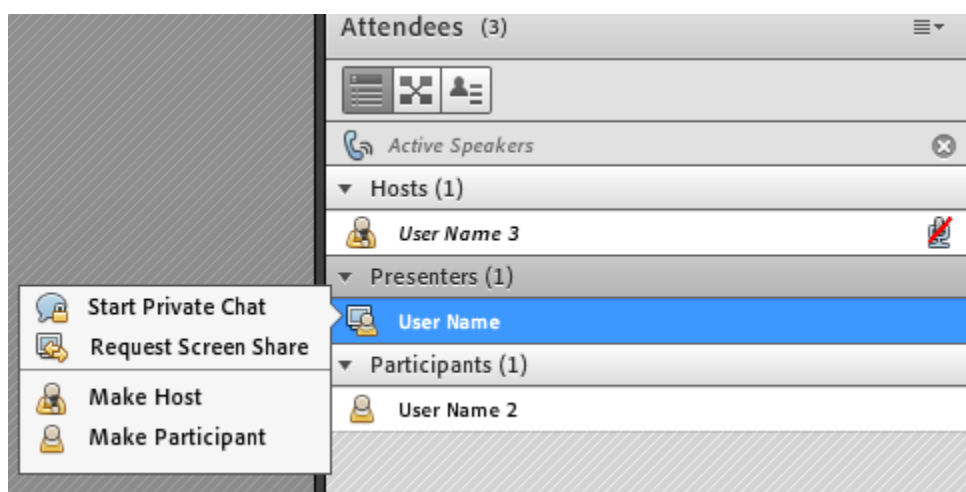 Attendees (3)
Active Speakers
Hosts (1)
User Name 3
Presenters (1)
User Name
Participants (1)
User Name 2
Start Private Chat
Request Screen Share
Make Host
Make Participant